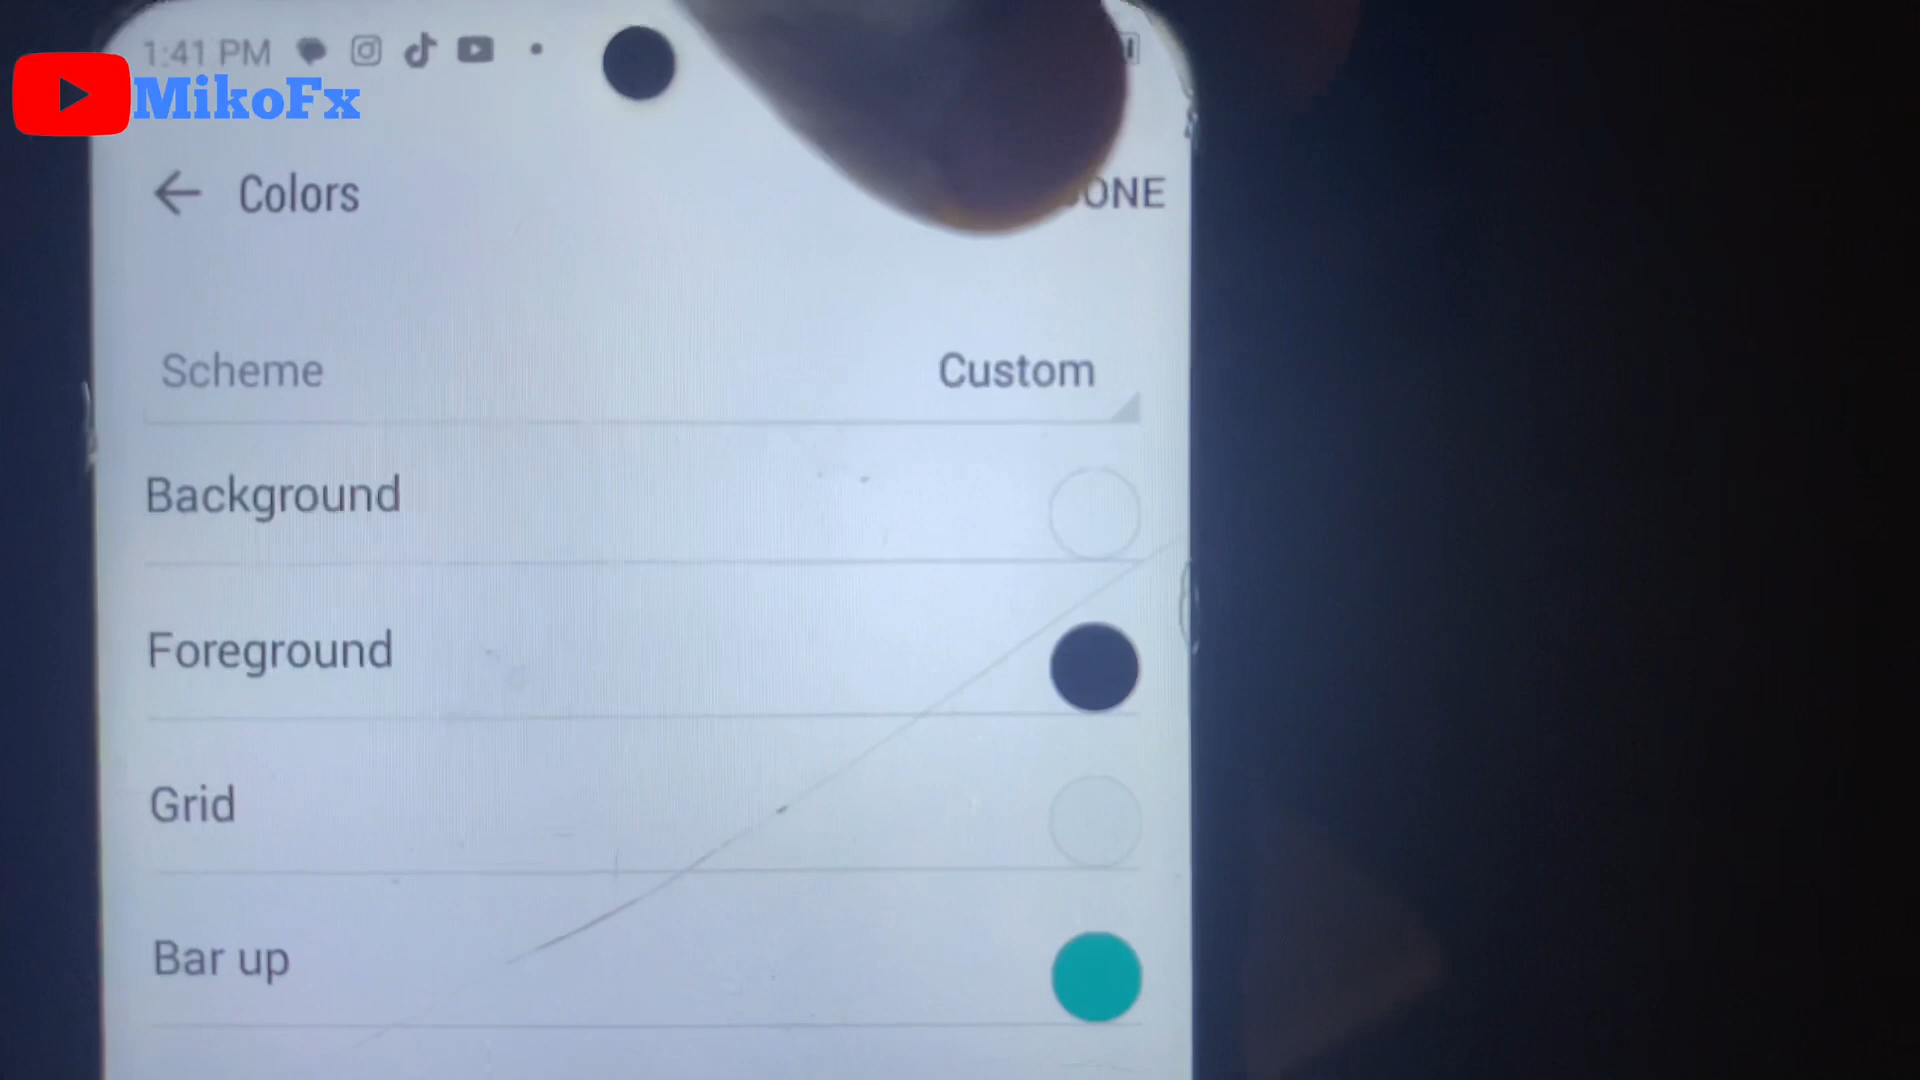 1:41 PM
MikoFx
Colors
ONE
Scheme
Custom
Background
Foreground
Grid
Bar up